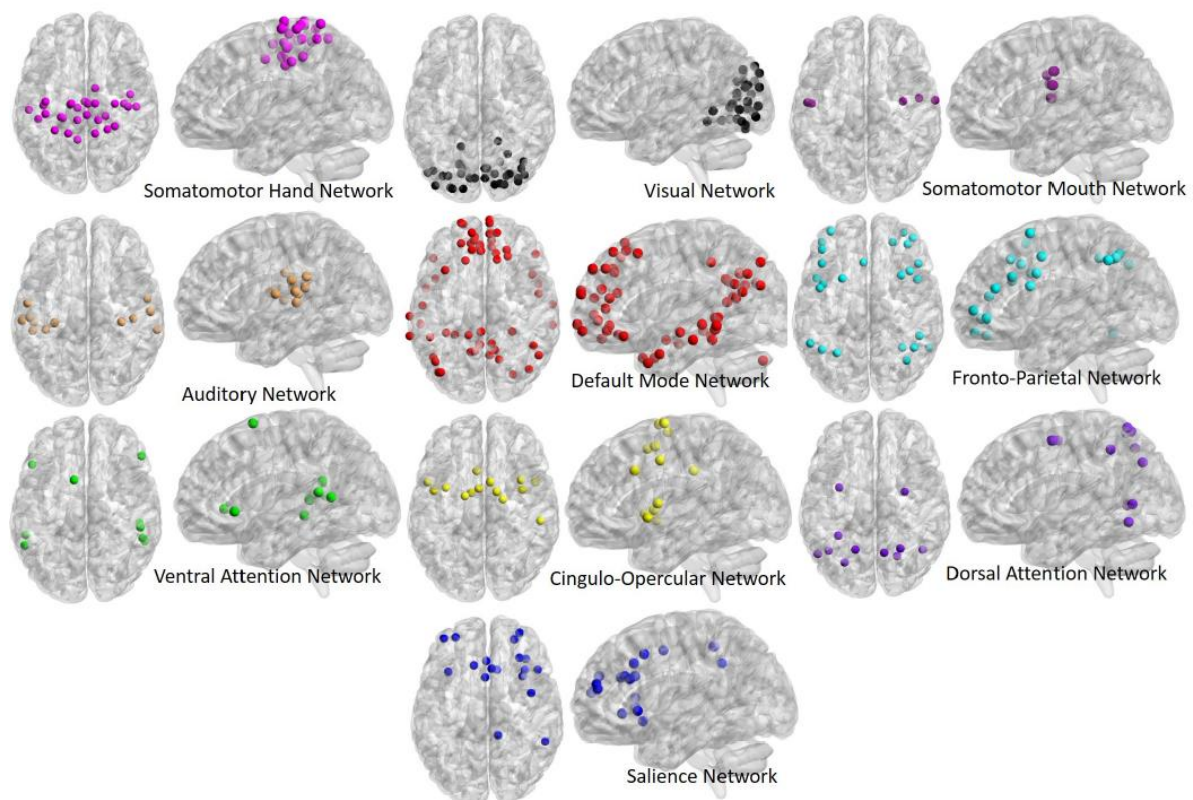 Somatomotor Hand Network
Visual Network
Somatomotor Mouth Network
Auditory Network
Default Mode Network
Fronto-Parietal Network
Ventral Attention Network
Cingulo-Opercular Network
Dorsal Attention Network
Salience Network